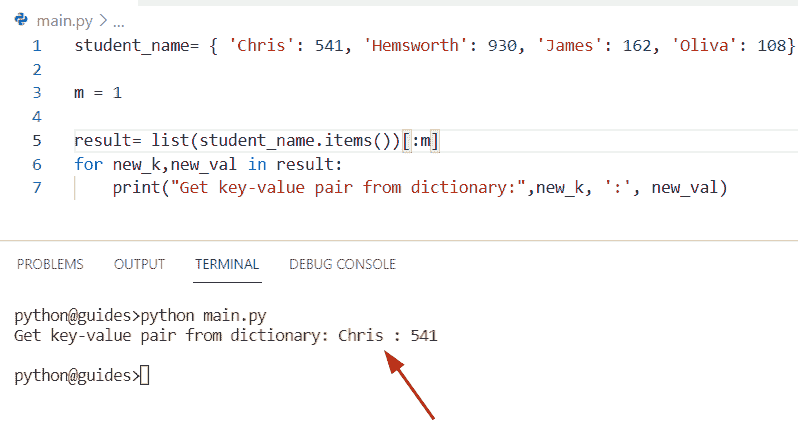 main.py > ...
1 student_name= { 'Chris': 541, 'Hemsworth': 930, 'James': 162, 'Oliva': 108}
2
3 m = 1
4
5 result= list(student_name.items())[:m]
6 for new_k,new_val in result:
7     print("Get key-value pair from dictionary:",new_k, ':', new_val)
PROBLEMS OUTPUT TERMINAL DEBUG CONSOLE
python@guides>python main.py
Get key-value pair from dictionary: Chris : 541
python@guides>